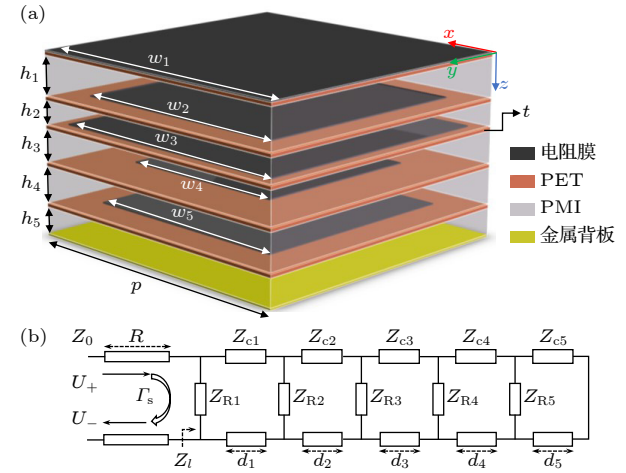 (a)
x
y
z
w1
w2
w3
w4
w5
h1
h2
h3
h4
h5
t
p
电阻膜
PET
PMI
金属背板
(b)
Z0 R Zc1 Zc2 Zc3 Zc4 Zc5
U+ Γs ZR1 ZR2 ZR3 ZR4 ZR5
U−
Zl d1 d2 d3 d4 d5